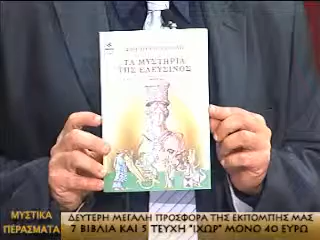 ΤΑ ΜΥΣΤΗΡΙΑ
ΤΗΣ ΕΛΕΥΣΙΝΟΣ
ΜΥΣΤΙΚΑ
ΠΕΡΑΣΜΑΤΑ
ΔΕΥΤΕΡΗ ΜΕΓΑΛΗ ΠΡΟΣΦΟΡΑ ΤΗΣ ΕΚΠΟΜΠΗΣ ΜΑΣ
7 ΒΙΒΛΙΑ ΚΑΙ 5 ΤΕΥΧΗ "ΙΧΩΡ" ΜΟΝΟ 40 ΕΥΡΩ